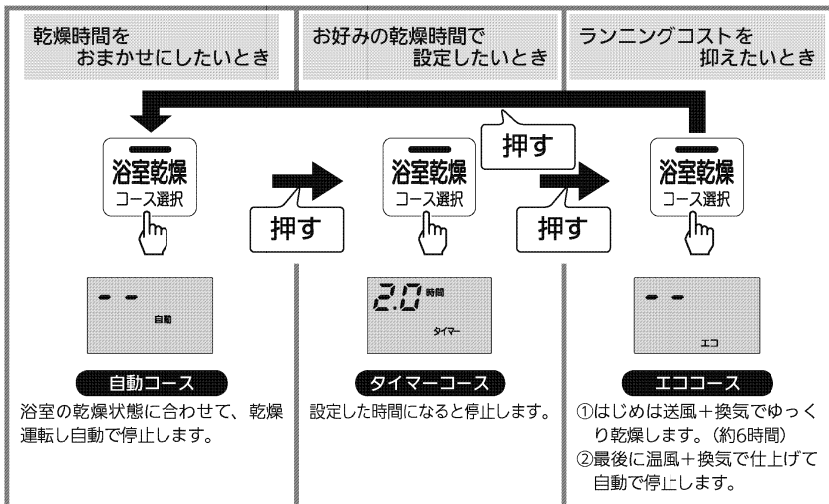 乾燥時間を
おまかせにしたいとき
お好みの乾燥時間で
設定したいとき
ランニングコストを
抑えたいとき
浴室乾燥
コース選択
押す
浴室乾燥
コース選択
押す
押す
浴室乾燥
コース選択
- -
自動
2.0 時間
タイマー
- -
エコ
自動コース
浴室の乾燥状態に合わせて、乾燥
運転し自動で停止します。
タイマーコース
設定した時間になると停止します。
エココース
①はじめは送風＋換気でゆっく
り乾燥します。（約6時間）
②最後に温風＋換気で仕上げて
自動で停止します。